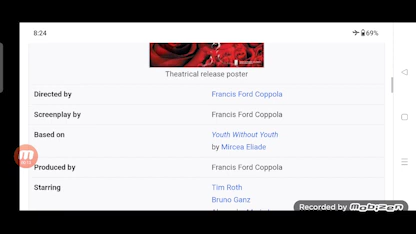 8:24
69%
Theatrical release poster
Directed by Francis Ford Coppola
Screenplay by Francis Ford Coppola
Based on Youth Without Youth
by Mircea Eliade
Produced by Francis Ford Coppola
Starring Tim Roth
Bruno Ganz
Recorded by Mobizen